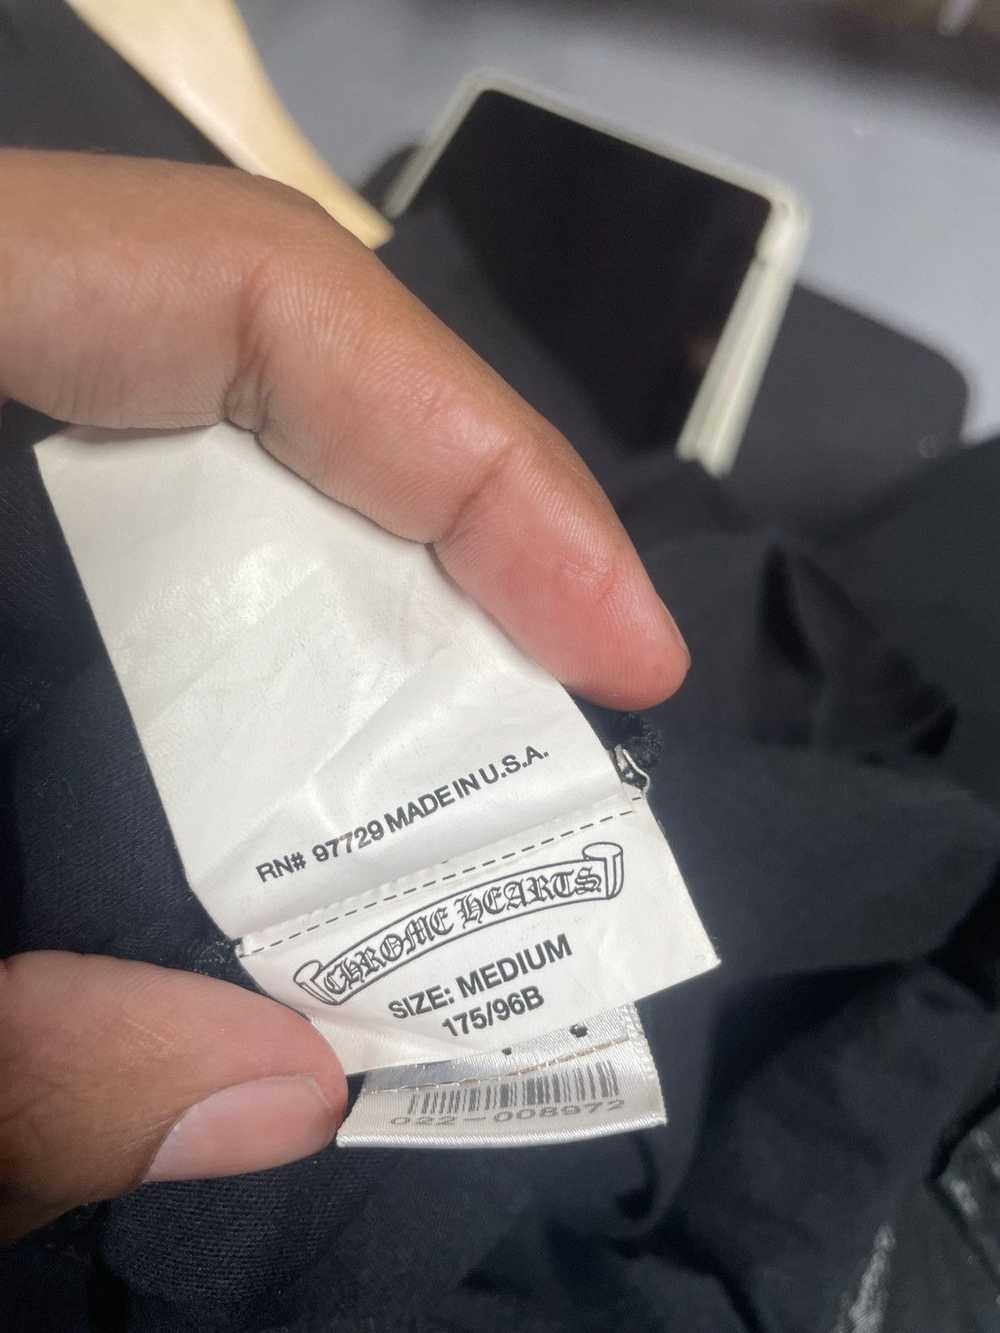 RN# 97729 MADE IN U.S.A.
CHROME HEARTS
SIZE: MEDIUM
175/96B
022-008972